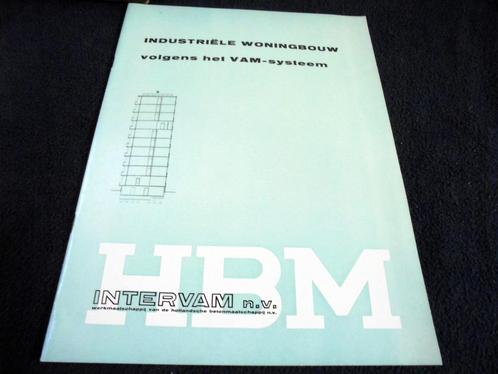 INDUSTRIËLE WONINGBOUW
volgens het VAM-systeem
HBM
INTERVAM n.v.
werkmaatschappij van de hollandsche betonmaatschappij n.v.